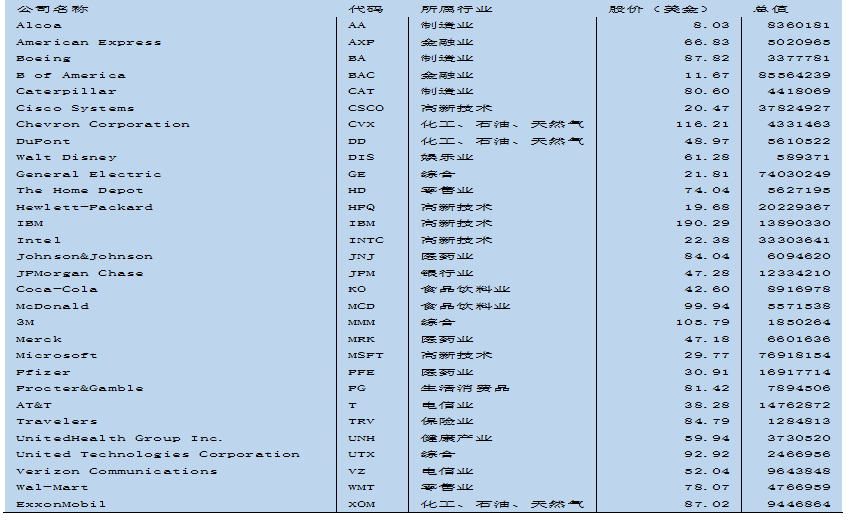 公司名称 代码 所属行业 股价（美金） 总值
Alcoa AA 制造业 8.03 8360181
American Express AXP 金融业 66.83 5020965
Boeing BA 制造业 87.82 3377781
B of America BAC 金融业 11.67 85564239
Caterpillar CAT 制造业 80.60 4418069
Cisco Systems CSCO 高新技术 20.47 37824927
Chevron Corporation CVX 化工、石油、天然气 116.21 4331463
DuPont DD 化工、石油、天然气 48.97 5610522
Walt Disney DIS 娱乐业 61.28 589371
General Electric GE 综合 21.81 74030249
The Home Depot HD 零售业 74.04 5627195
Hewlett-Packard HPQ 高新技术 19.68 20229367
IBM IBM 高新技术 190.29 13890330
Intel INTC 高新技术 22.38 33303641
Johnson&Johnson JNJ 医药业 84.04 6094620
JPMorgan Chase JPM 银行业 47.28 12334210
Coca-Cola KO 食品饮料业 42.60 8916978
McDonald MCD 食品饮料业 99.94 5571538
3M MMM 综合 105.79 1850264
Merck MRK 医药业 47.18 6601636
Microsoft MSFT 高新技术 29.77 76918154
Pfizer PFE 医药业 30.91 16917714
Procter&Gamble PG 生活消费品 81.42 7894506
AT&T T 电信业 38.28 14762872
Travelers TRV 保险业 84.79 1284813
UnitedHealth Group Inc. UNH 健康产业 59.94 3730520
United Technologies Corporation UTX 综合 92.92 2466956
Verizon Communications VZ 电信业 52.04 9643848
Wal-Mart WMT 零售业 78.07 4766959
ExxonMobil XOM 化工、石油、天然气 87.02 9446864